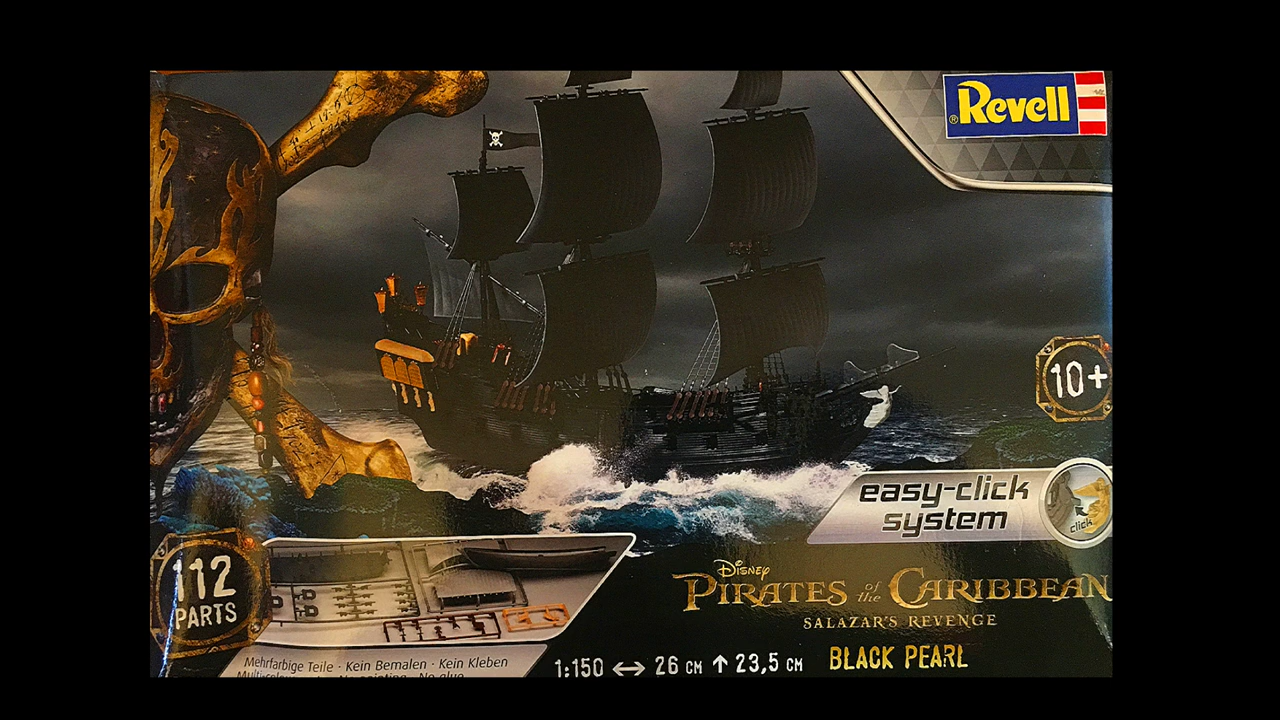 Revell
®
10+
easy-click
system
click
112
PARTS
Disney
PIRATES of the CARIBBEAN
SALAZAR'S REVENGE
Mehrfarbige Teile · Kein Bemalen · Kein Kleben
1:150 ↔ 26 CM ↑ 23,5 CM
BLACK PEARL